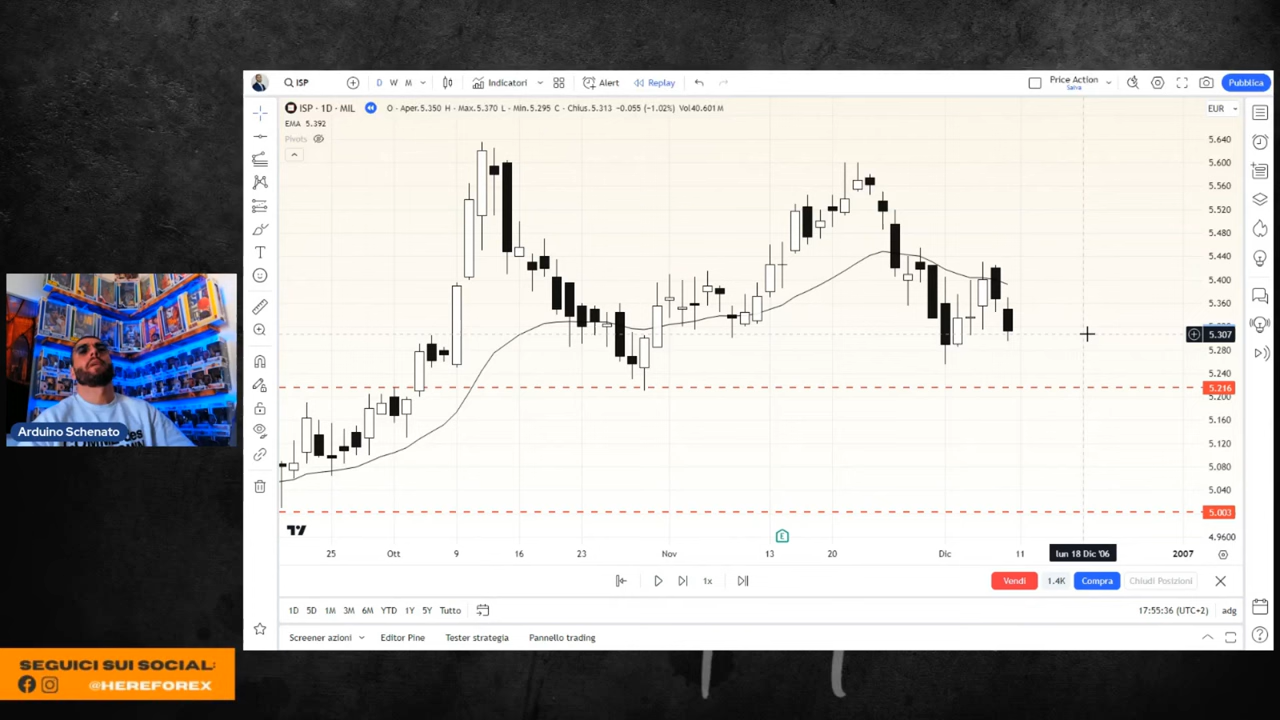 ISP
D W M
Indicatori
Alert
Replay
Price Action
Salva
Pubblica
ISP · 1D · MIL
O - Aper.5.350 H - Max.5.370 L - Min.5.295 C - Chius.5.313 -0.055 (-1.02%) Vol40.601M
EUR
EMA 5.392
Pivots
5.640
5.600
5.560
5.520
5.480
5.440
5.400
5.360
5.307
5.280
5.240
5.216
5.200
5.160
5.120
5.080
5.040
5.003
4.9600
Arduino Schenato
E
25 Ott 9 16 23 Nov 13 20 Dic 11 lun 18 Dic '06 2007
1x
Vendi 1.4K Compra Chiudi Posizioni
1D 5D 1M 3M 6M YTD 1Y 5Y Tutto
17:55:36 (UTC+2) adg
Screener azioni Editor Pine Tester strategia Pannello trading
SEGUICI SUI SOCIAL:
@HEREFOREX